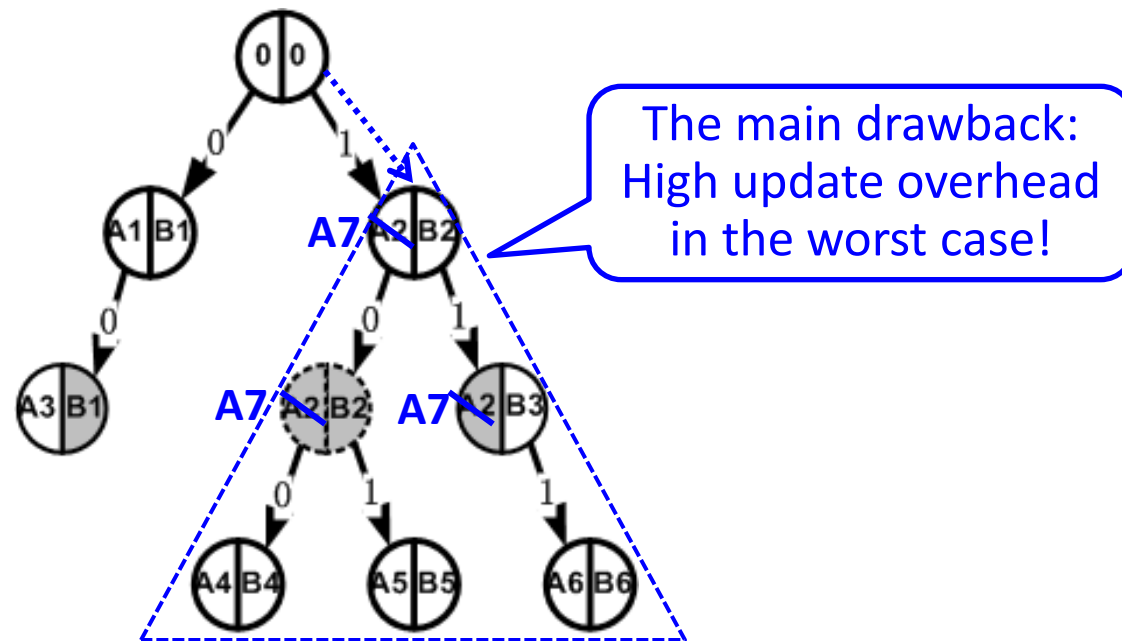 0 0
0 1
The main drawback:
High update overhead
in the worst case!
A1 B1
A7 A2 B2
0 0 1
A3 B1
A7 A2 B2
A7 A2 B3
0 1 1
A4 B4
A5 B5
A6 B6